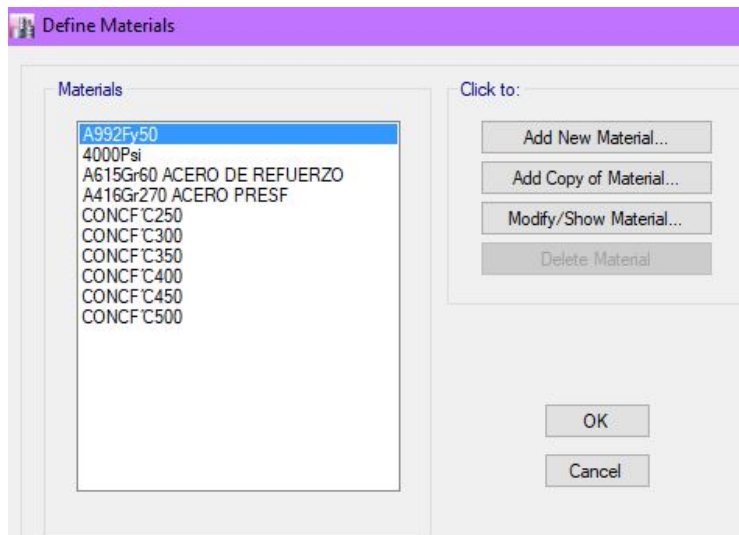 Define Materials
Materials
A992Fy50
4000Psi
A615Gr60 ACERO DE REFUERZO
A416Gr270 ACERO PRESF
CONCF´C250
CONCF´C300
CONCF´C350
CONCF´C400
CONCF´C450
CONCF´C500
Click to:
Add New Material...
Add Copy of Material...
Modify/Show Material...
Delete Material
OK
Cancel